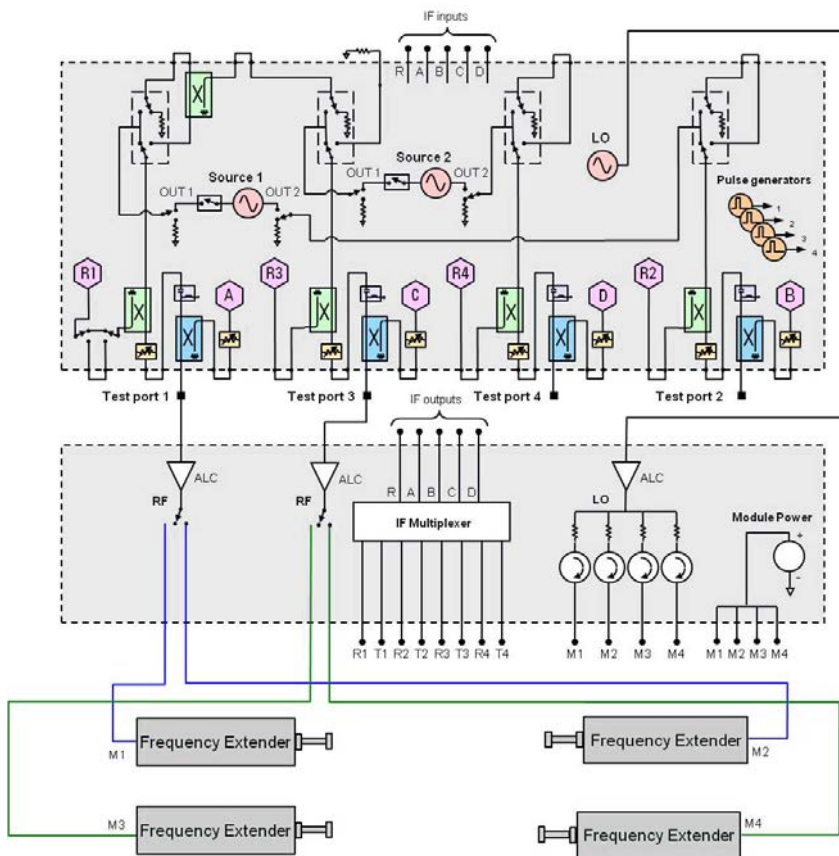 IF inputs
R A B C D
LO
Source 1
Source 2
OUT 1
OUT 2
OUT 1
OUT 2
Pulse generators
1
2
3
4
R1
A
R3
C
R4
D
R2
B
Test port 1
Test port 3
Test port 4
Test port 2
IF outputs
ALC
ALC
ALC
RF
RF
R A B C D
IF Multiplexer
LO
Module Power
+
-
R1 T1 R2 T2 R3 T3 R4 T4
M1 M2 M3 M4
M1 M2 M3 M4
M1
Frequency Extender
Frequency Extender
M2
M3
Frequency Extender
Frequency Extender
M4